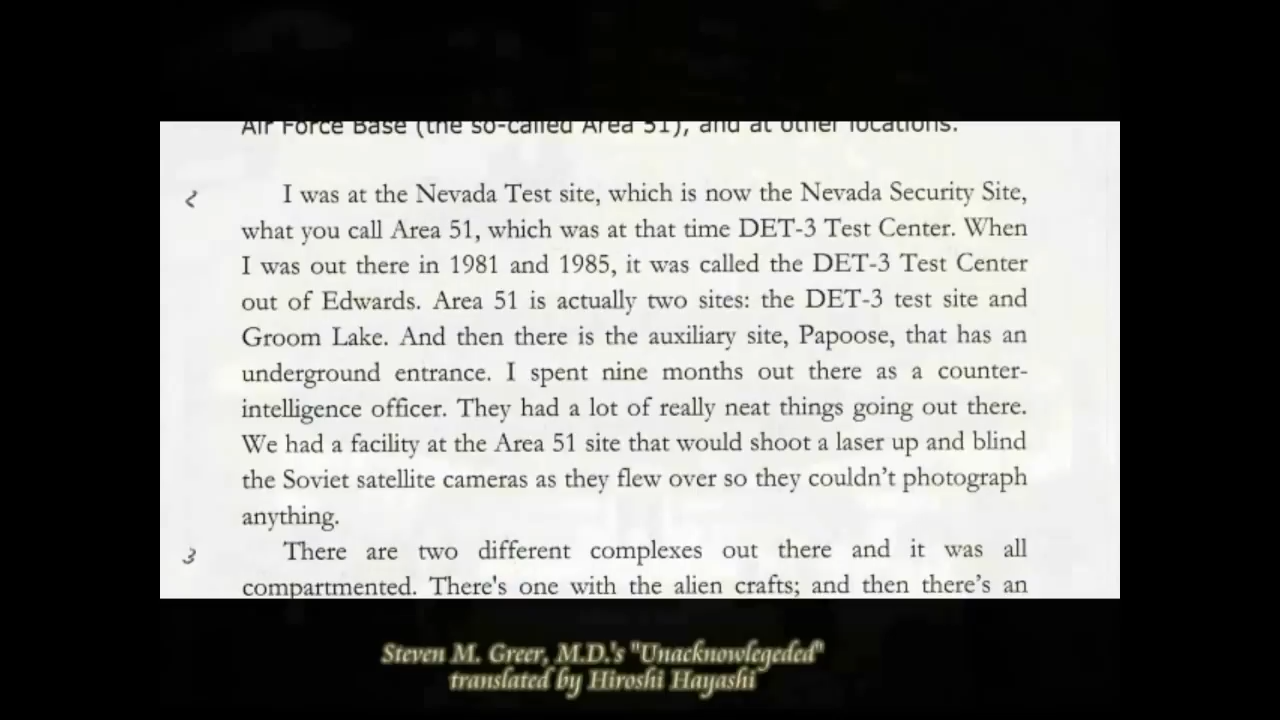 Air Force Base (the so-called Area 51), and at other locations.
2
I was at the Nevada Test site, which is now the Nevada Security Site,
what you call Area 51, which was at that time DET-3 Test Center. When
I was out there in 1981 and 1985, it was called the DET-3 Test Center
out of Edwards. Area 51 is actually two sites: the DET-3 test site and
Groom Lake. And then there is the auxiliary site, Papoose, that has an
underground entrance. I spent nine months out there as a counter-
intelligence officer. They had a lot of really neat things going out there.
We had a facility at the Area 51 site that would shoot a laser up and blind
the Soviet satellite cameras as they flew over so they couldn't photograph
anything.
3
There are two different complexes out there and it was all
compartmented. There's one with the alien crafts; and then there's an
Steven M. Greer, M.D.'s "Unacknowlegeded"
translated by Hiroshi Hayashi